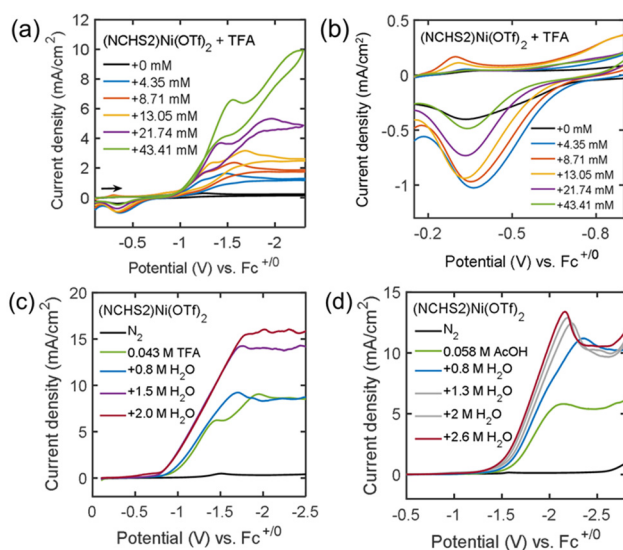 (a)
(NCHS2)Ni(OTf)2 + TFA
+0 mM
+4.35 mM
+8.71 mM
+13.05 mM
+21.74 mM
+43.41 mM
Current density (mA/cm²)
12
10
8
6
4
2
0
-1
-2
Potential (V) vs. Fc+/0
(b)
(NCHS2)Ni(OTf)2 + TFA
+0 mM
+4.35 mM
+8.71 mM
+13.05 mM
+21.74 mM
+43.41 mM
Current density (mA/cm²)
0.5
0
-0.5
-1
-0.2
-0.5
-0.8
Potential (V) vs. Fc+/0
(c)
(NCHS2)Ni(OTf)2
N2
0.043 M TFA
+0.8 M H2O
+1.5 M H2O
+2.0 M H2O
Current density (mA/cm²)
25
20
15
10
5
0
0
-0.5
-1
-1.5
-2
-2.5
Potential (V) vs. Fc+/0
(d)
(NCHS2)Ni(OTf)2
N2
0.058 M AcOH
+0.8 M H2O
+1.3 M H2O
+2 M H2O
+2.6 M H2O
Current density (mA/cm²)
15
10
5
0
-0.5
-1
-1.5
-2
-2.5
Potential (V) vs. Fc+/0